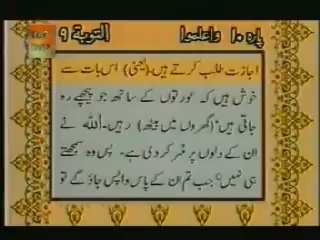 پارہ ۱۰ واعلموا التوبة ۹
اجازت طلب کرتے ہیں۔(یعنی) اس بات سے
خوش ہیں کہ عورتوں کے ساتھ جو پیچھے رہ
جاتی ہیں (گھروں میں بیٹھ) رہیں۔ اللہ نے
ان کے دلوں پر مُہر کر دی ہے۔ پس وہ سمجھتے
ہی نہیں۔ جب تم ان کے پاس واپس جاؤ گے تو